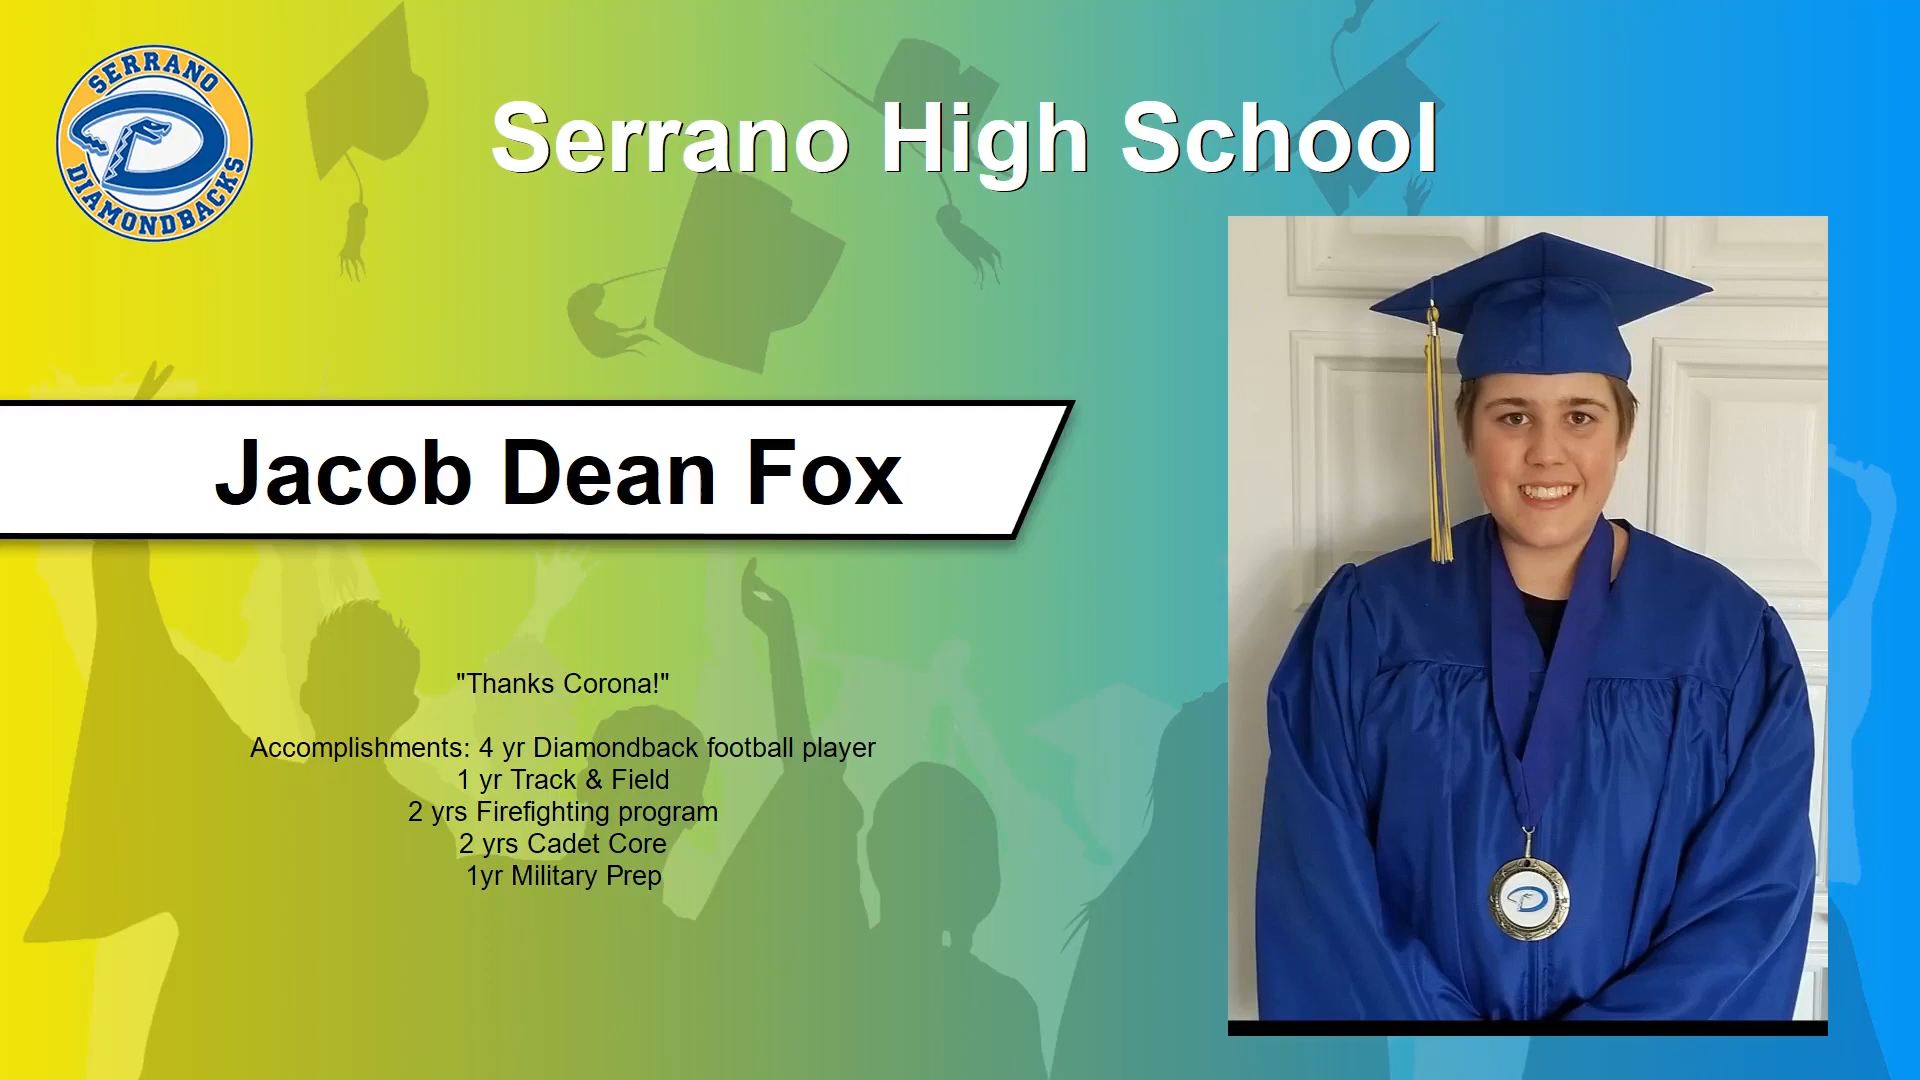 SERRANO
DIAMONDBACKS
Serrano High School
Jacob Dean Fox
"Thanks Corona!"
Accomplishments: 4 yr Diamondback football player
1 yr Track & Field
2 yrs Firefighting program
2 yrs Cadet Core
1yr Military Prep